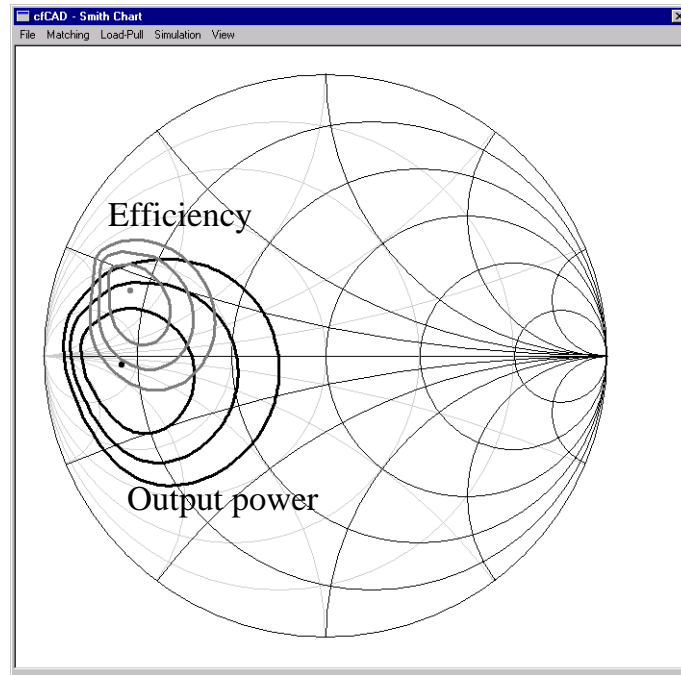 cfCAD - Smith Chart
File Matching Load-Pull Simulation View
Efficiency
Output power